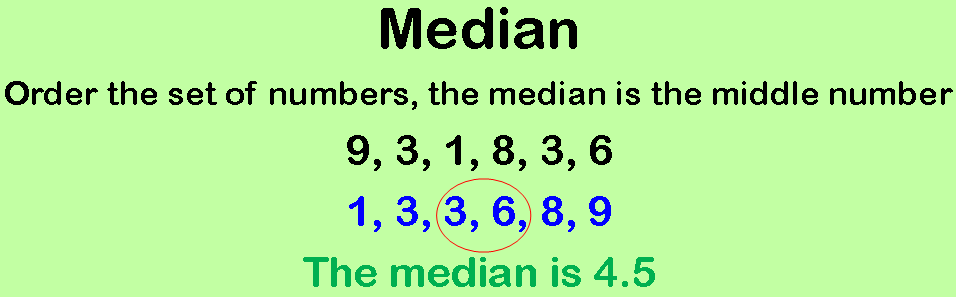 Median
Order the set of numbers, the median is the middle number
9, 3, 1, 8, 3, 6
1, 3, 3, 6, 8, 9
The median is 4.5